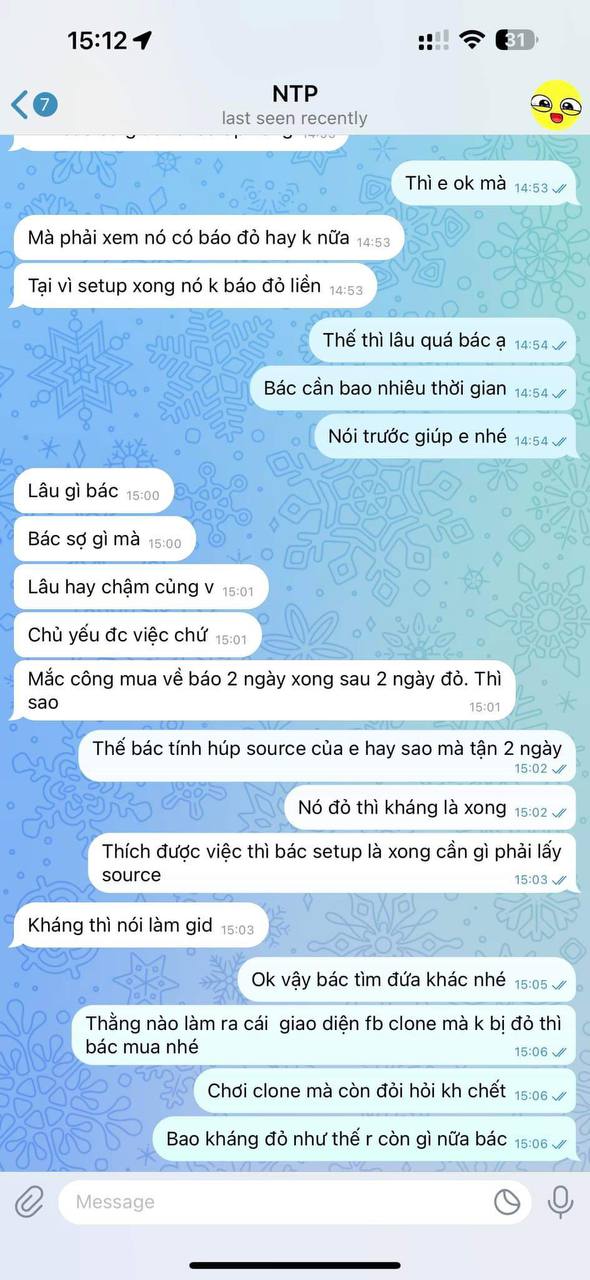 15:12
31
7
NTP
last seen recently
14:53
Thì e ok mà 14:53
Mà phải xem nó có báo đỏ hay k nữa 14:53
Tại vì setup xong nó k báo đỏ liền 14:53
Thế thì lâu quá bác ạ 14:54
Bác cần bao nhiêu thời gian 14:54
Nói trước giúp e nhé 14:54
Lâu gì bác 15:00
Bác sợ gì mà 15:00
Lâu hay chậm củng v 15:01
Chủ yếu đc việc chứ 15:01
Mắc công mua về báo 2 ngày xong sau 2 ngày đỏ. Thì
sao 15:01
Thế bác tính húp source của e hay sao mà tận 2 ngày
15:02
Nó đỏ thì kháng là xong 15:02
Thích được việc thì bác setup là xong cần gì phải lấy
source 15:03
Kháng thì nói làm gid 15:03
Ok vậy bác tìm đứa khác nhé 15:05
Thằng nào làm ra cái giao diện fb clone mà k bị đỏ thì
bác mua nhé 15:06
Chơi clone mà còn đỏi hỏi kh chết 15:06
Bao kháng đỏ như thế r còn gì nữa bác 15:06
Message